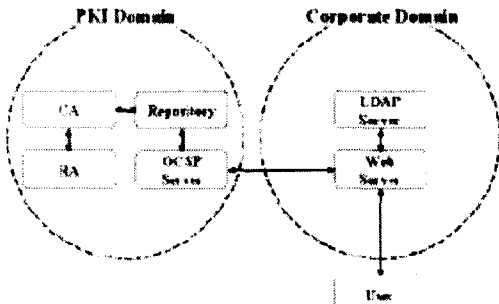 PKI Domain
Corporate Domain
CA
Repository
LDAP
Server
RA
OCSP
Server
Web
Server
User